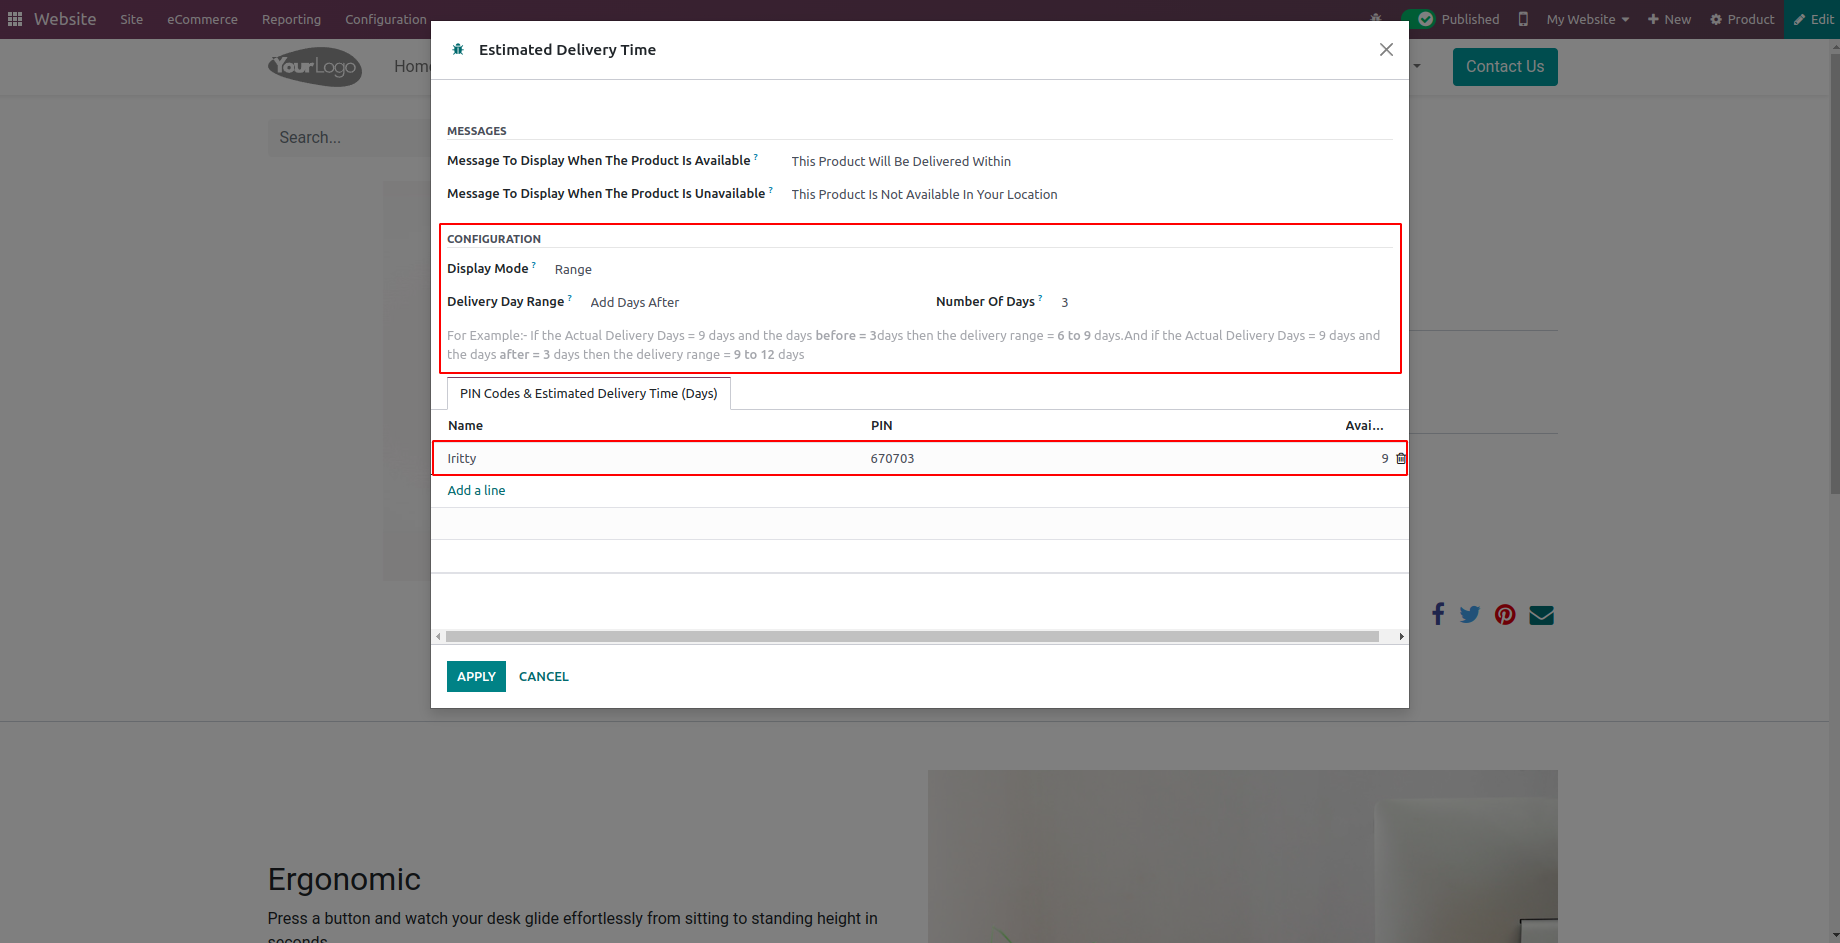 Website Site eCommerce Reporting Configuration Published My Website New Product Edit
Estimated Delivery Time
YourLogo Contact Us
Search...
MESSAGES
Message To Display When The Product Is Available ? This Product Will Be Delivered Within
Message To Display When The Product Is Unavailable ? This Product Is Not Available In Your Location
CONFIGURATION
Display Mode ? Range
Delivery Day Range ? Add Days After Number Of Days ? 3
For Example:- If the Actual Delivery Days = 9 days and the days before = 3days then the delivery range = 6 to 9 days.And if the Actual Delivery Days = 9 days and
the days after = 3 days then the delivery range = 9 to 12 days
PIN Codes & Estimated Delivery Time (Days)
Name PIN Avai...
Iritty 670703 9
Add a line
APPLY CANCEL
Ergonomic
Press a button and watch your desk glide effortlessly from sitting to standing height in
seconds